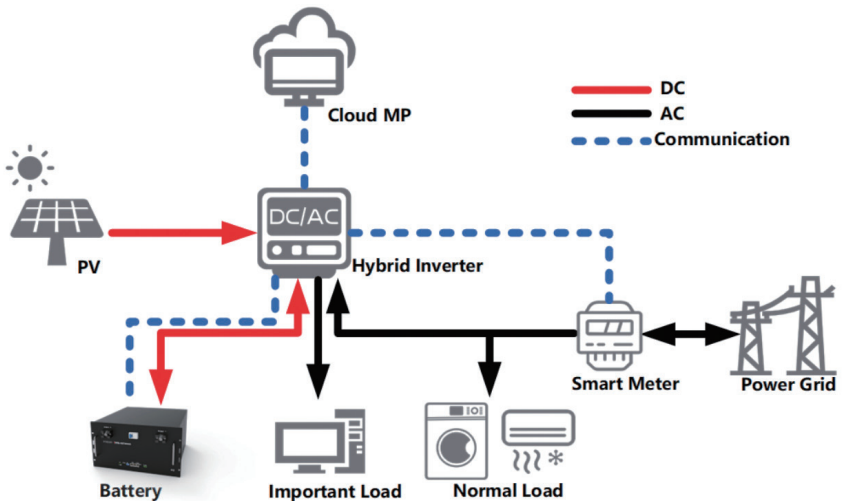 Cloud MP
DC
AC
Communication
DC/AC
PV
Hybrid Inverter
Smart Meter
Power Grid
Battery
Important Load
Normal Load